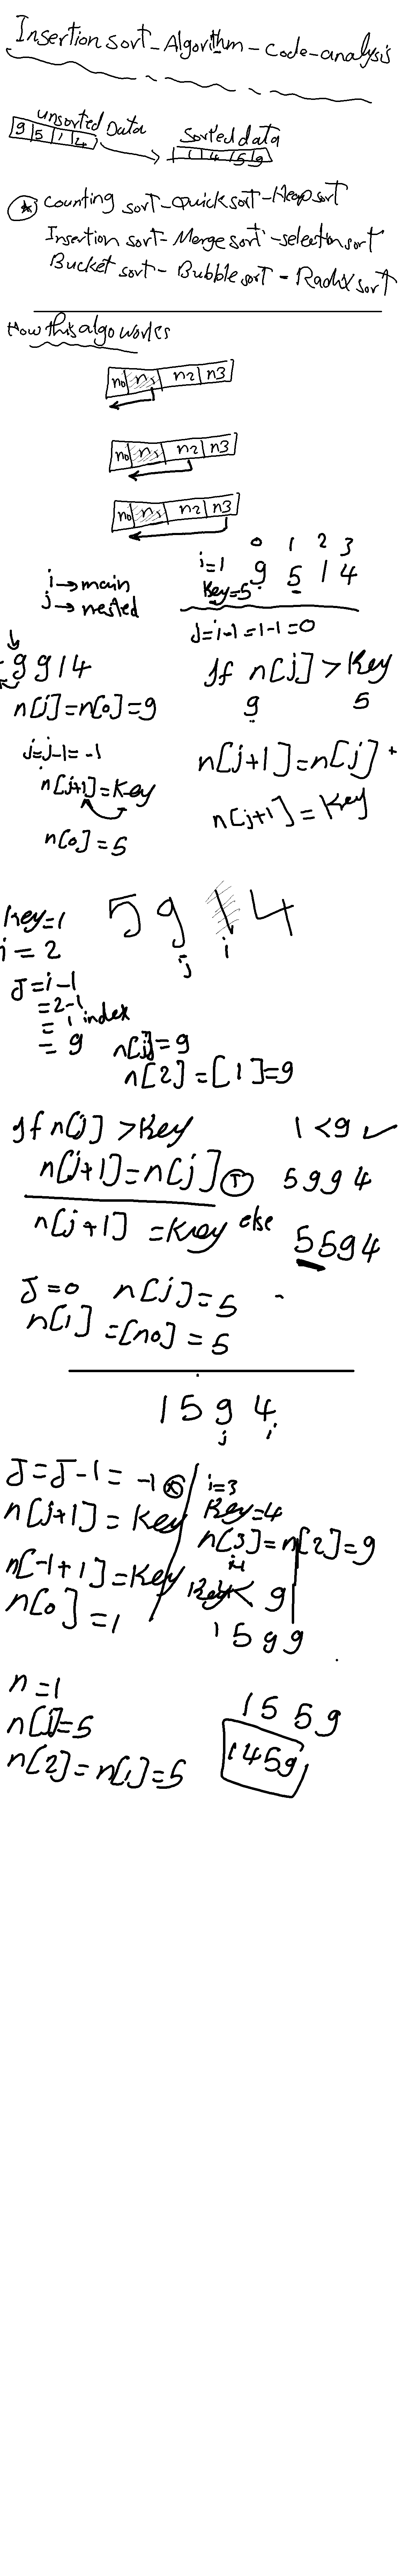 Insertion sort - Algorithm - code - analysis
unsorted Data
9 5 1 4
Sorted data
1 4 5 9
* Counting sort - Quick sort - Heap sort
Insertion sort - Merge sort - selection sort
Bucket sort - Bubble sort - Radix sort
How this algo works
n0 n1 n2 n3
n0 n1 n2 n3
n0 n1 n2 n3
0 1 2 3
i=1 9 5 1 4
Key=5
i → main
j → nested
J=i-1=1-1=0
- 9 9 1 4
If n[j] > Key
9 5
n[j]=n[0]=9
j=j-1=-1
n[j+1]=n[j]
n[j+1]=Key
n[j+1]=Key
n[0]=5
5 9 1 4
j i
Key=1
i=2
J=i-1
=2-1
= 1 index
= 9
n[j]=9
n[2]=[1]=9
If n[j] > Key 1<9 ✓
n[j+1]=n[j] T 5 9 9 4
n[j+1]=Key else
5 5 9 4
J=0 n[j]=5
n[1]=[n0]=5
1 5 9 4
j i
J=J-1=-1
n[j+1]=Key
n[-1+1]=Key
n[0]=1
i=3
Key=4
n[3]=n[2]=9
Key<9
1 5 9 9
n=1
n[1]=5
n[2]=n[1]=5
1 5 5 9
1 4 5 9